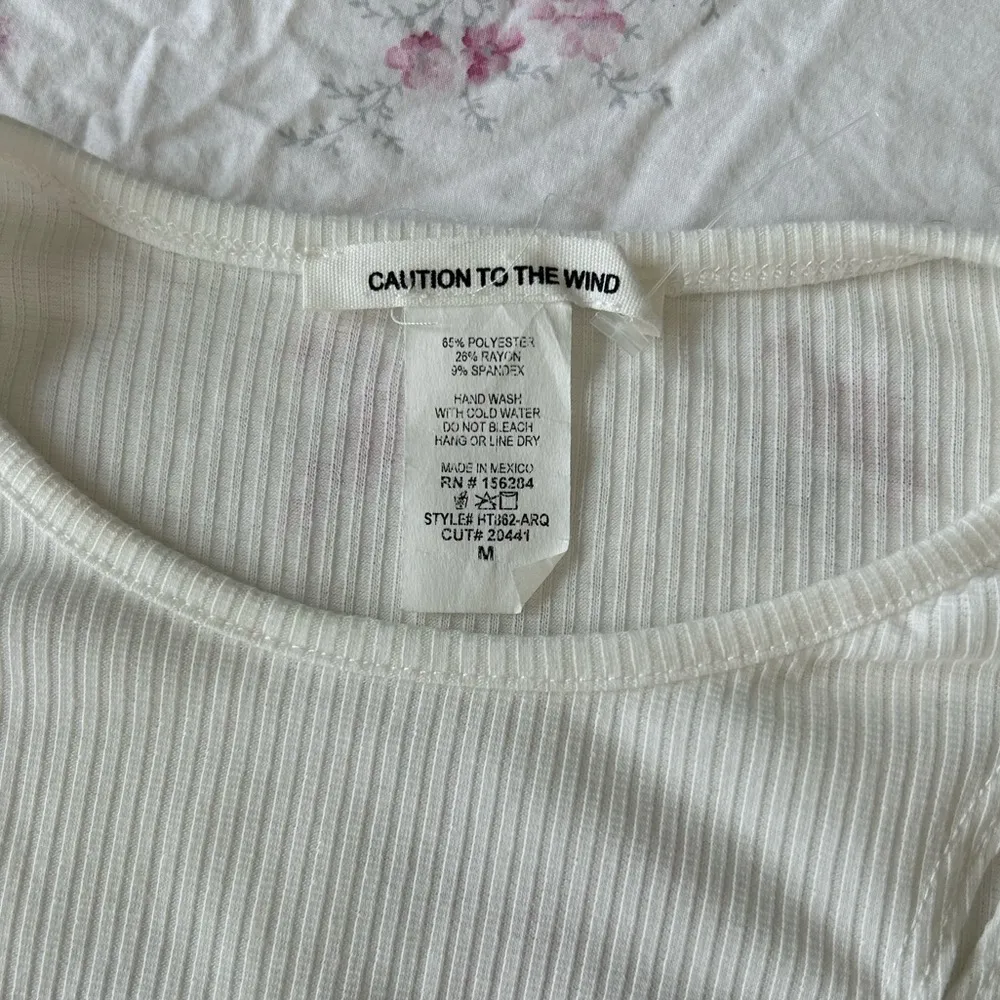 CAUTION TO THE WIND
65% POLYESTER
26% RAYON
9% SPANDEX
HAND WASH
WITH COLD WATER
DO NOT BLEACH
HANG OR LINE DRY
MADE IN MEXICO
RN # 156284
STYLE# HT862-ARQ
CUT# 20441
M